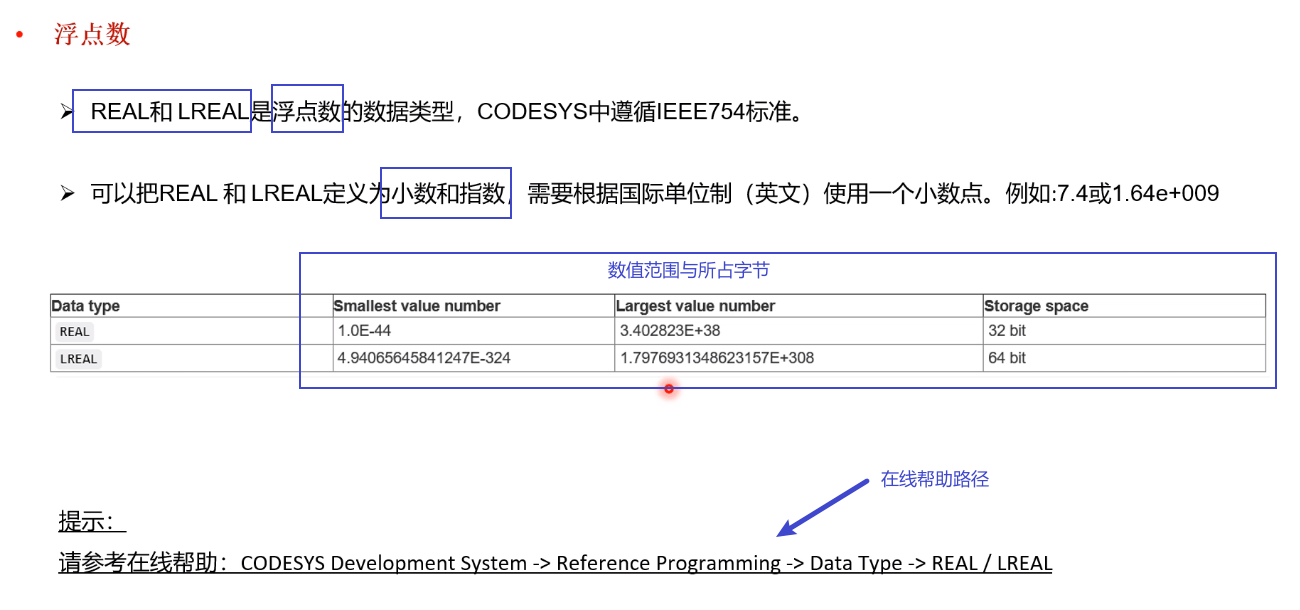 浮点数
REAL和 LREAL是浮点数的数据类型，CODESYS中遵循IEEE754标准。
可以把REAL 和 LREAL定义为小数和指数，需要根据国际单位制（英文）使用一个小数点。例如:7.4或1.64e+009
数值范围与所占字节
Data type Smallest value number Largest value number Storage space
REAL 1.0E-44 3.402823E+38 32 bit
LREAL 4.94065645841247E-324 1.7976931348623157E+308 64 bit
在线帮助路径
提示：
请参考在线帮助：CODESYS Development System -> Reference Programming -> Data Type -> REAL / LREAL